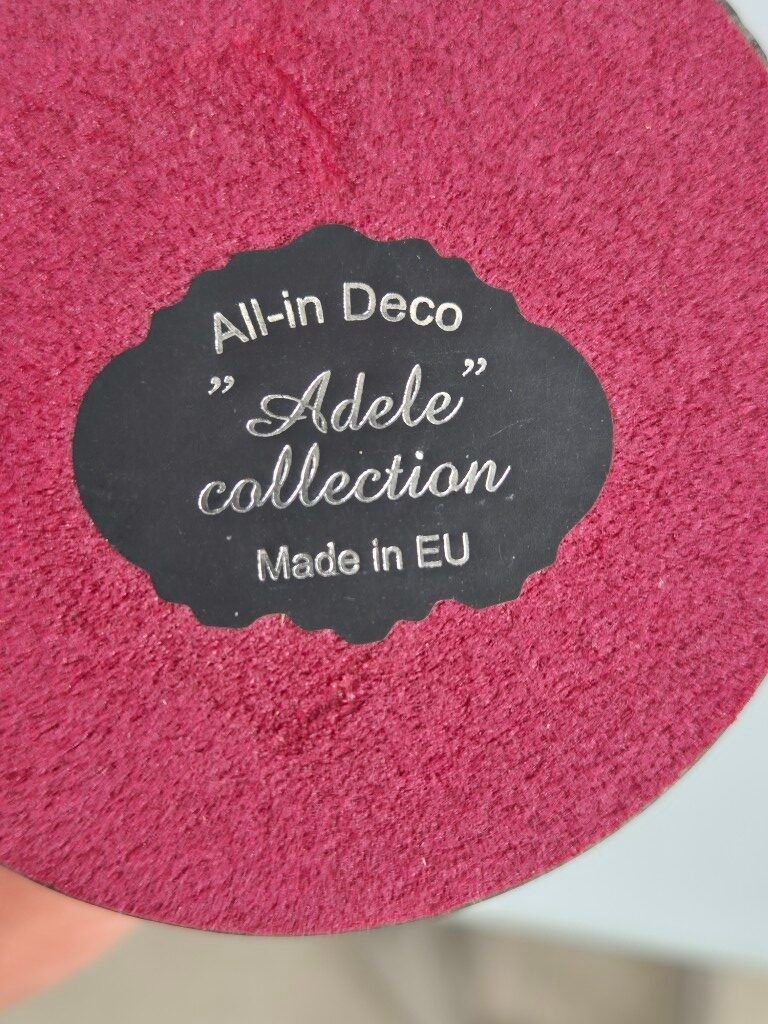 All-in Deco
”Adele”
collection
Made in EU